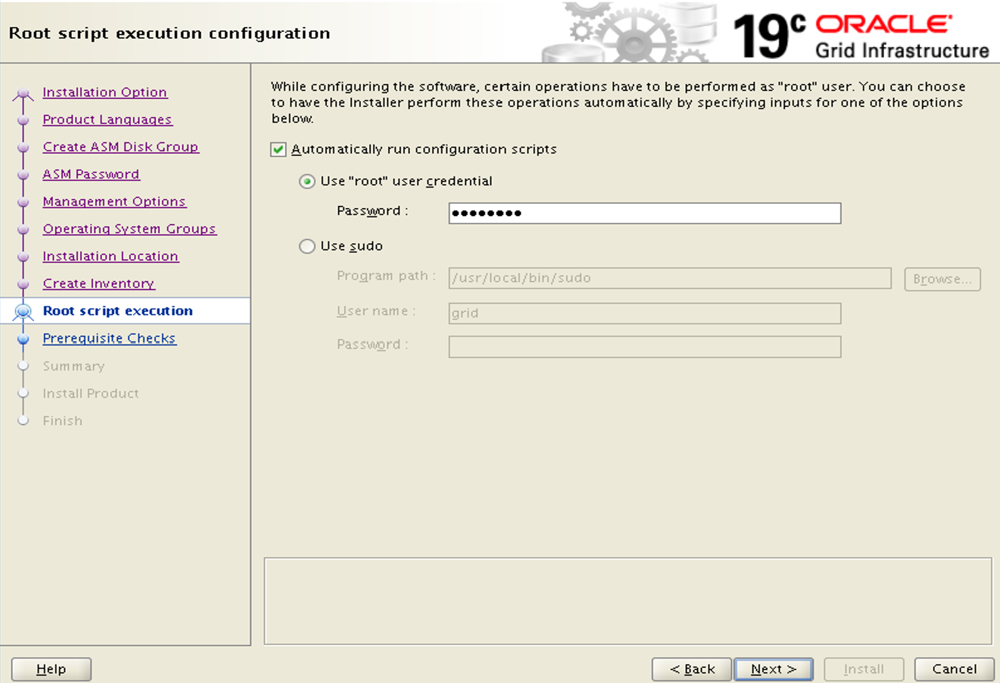 Root script execution configuration
19c ORACLE
Grid Infrastructure
Installation Option
Product Languages
Create ASM Disk Group
ASM Password
Management Options
Operating System Groups
Installation Location
Create Inventory
Root script execution
Prerequisite Checks
Summary
Install Product
Finish
While configuring the software, certain operations have to be performed as "root" user. You can choose
to have the Installer perform these operations automatically by specifying inputs for one of the options
below.
Automatically run configuration scripts
Use "root" user credential
Password :
Use sudo
Program path : /usr/local/bin/sudo Browse...
User name : grid
Password :
Help < Back Next > Install Cancel